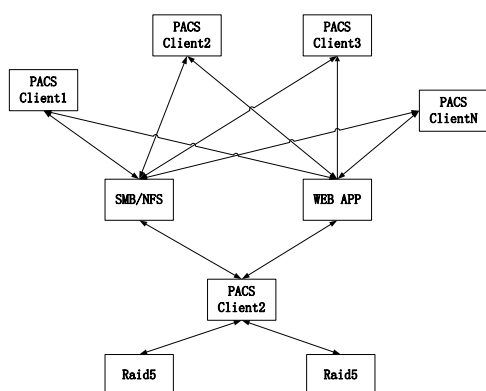 PACS
Client2
PACS
Client3
PACS
Client1
PACS
ClientN
SMB/NFS
WEB APP
PACS
Client2
Raid5
Raid5